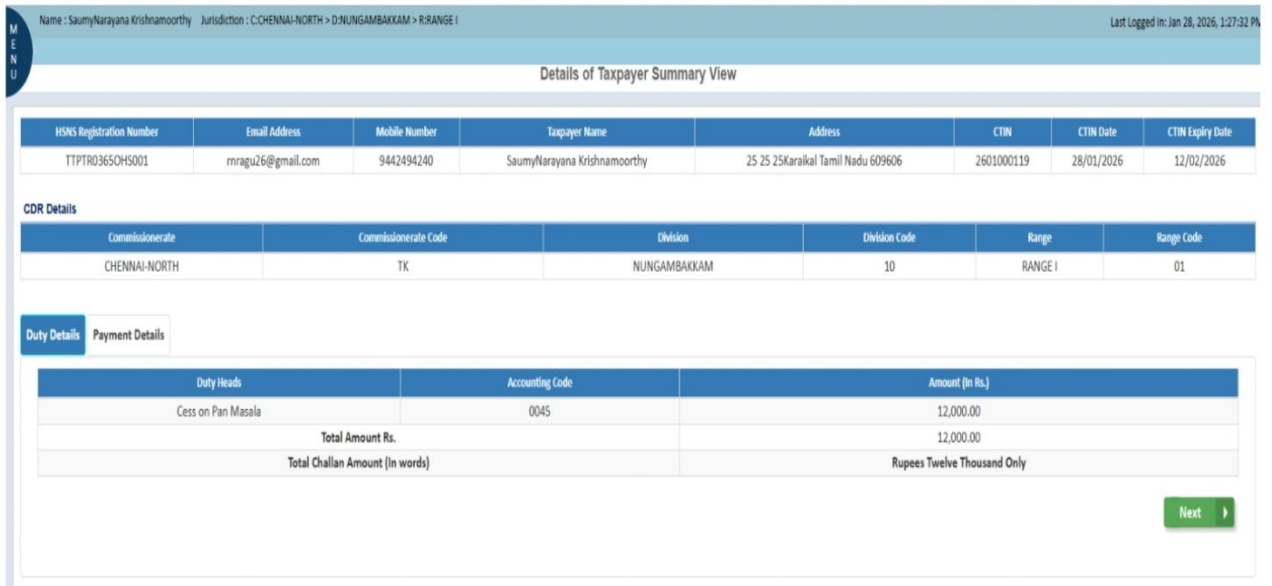 Name : SaumyNarayana Krishnamoorthy Jurisdiction : C:CHENNAI-NORTH > D:NUNGAMBAKKAM > R:RANGE I Last Logged In: Jan 28, 2026, 1:27:32 PM
MENU
Details of Taxpayer Summary View
HSNS Registration Number Email Address Mobile Number Taxpayer Name Address CTIN CTIN Date CTIN Expiry Date
TTPTR0365OHS001 rnragu26@gmail.com 9442494240 SaumyNarayana Krishnamoorthy 25 25 25Karaikal Tamil Nadu 609606 2601000119 28/01/2026 12/02/2026
CDR Details
Commissionerate Commissionerate Code Division Division Code Range Range Code
CHENNAI-NORTH TK NUNGAMBAKKAM 10 RANGE I 01
Duty Details Payment Details
Duty Heads Accounting Code Amount (In Rs.)
Cess on Pan Masala 0045 12,000.00
Total Amount Rs. 12,000.00
Total Challan Amount (In words) Rupees Twelve Thousand Only
Next